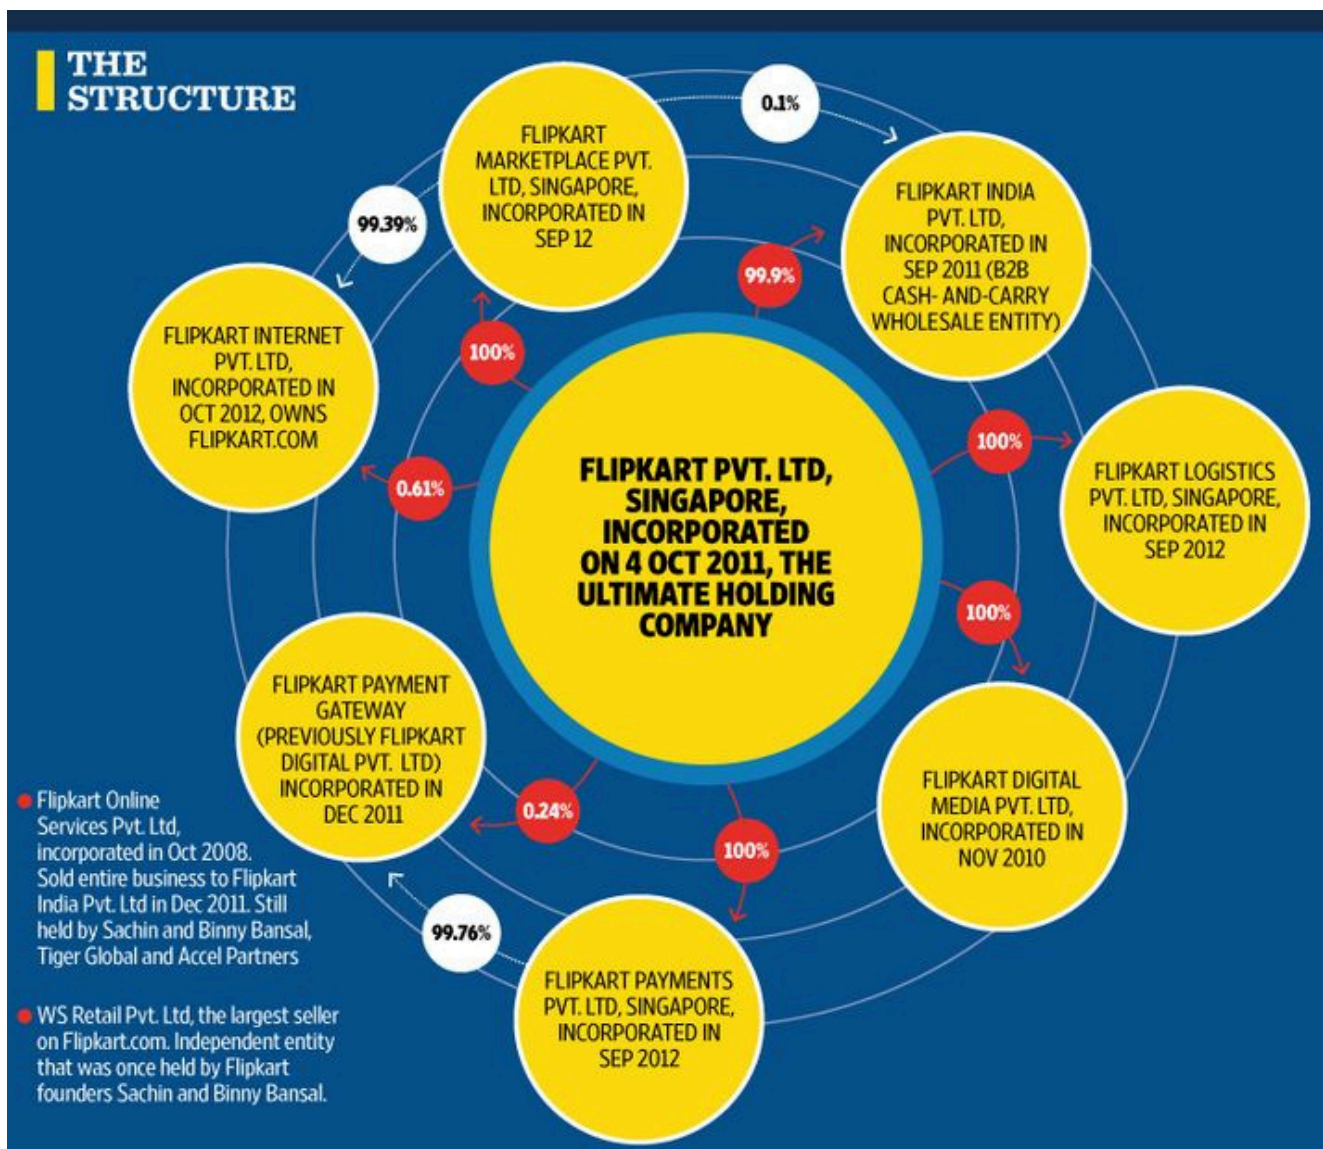 THE
STRUCTURE
FLIPKART
MARKETPLACE PVT.
LTD, SINGAPORE,
INCORPORATED IN
SEP 12
0.1%
FLIPKART INDIA
PVT. LTD,
INCORPORATED IN
SEP 2011 (B2B
CASH- AND-CARRY
WHOLESALE ENTITY)
99.39%
99.9%
FLIPKART INTERNET
PVT. LTD,
INCORPORATED IN
OCT 2012, OWNS
FLIPKART.COM
100%
0.61%
FLIPKART PVT. LTD,
SINGAPORE,
INCORPORATED
ON 4 OCT 2011, THE
ULTIMATE HOLDING
COMPANY
100%
FLIPKART LOGISTICS
PVT. LTD, SINGAPORE,
INCORPORATED IN
SEP 2012
100%
FLIPKART DIGITAL
MEDIA PVT. LTD,
INCORPORATED IN
NOV 2010
FLIPKART PAYMENT
GATEWAY
(PREVIOUSLY FLIPKART
DIGITAL PVT. LTD)
INCORPORATED IN
DEC 2011
0.24%
100%
99.76%
FLIPKART PAYMENTS
PVT. LTD, SINGAPORE,
INCORPORATED IN
SEP 2012
Flipkart Online
Services Pvt. Ltd,
incorporated in Oct 2008.
Sold entire business to Flipkart
India Pvt. Ltd in Dec 2011. Still
held by Sachin and Binny Bansal,
Tiger Global and Accel Partners
WS Retail Pvt. Ltd, the largest seller
on Flipkart.com. Independent entity
that was once held by Flipkart
founders Sachin and Binny Bansal.